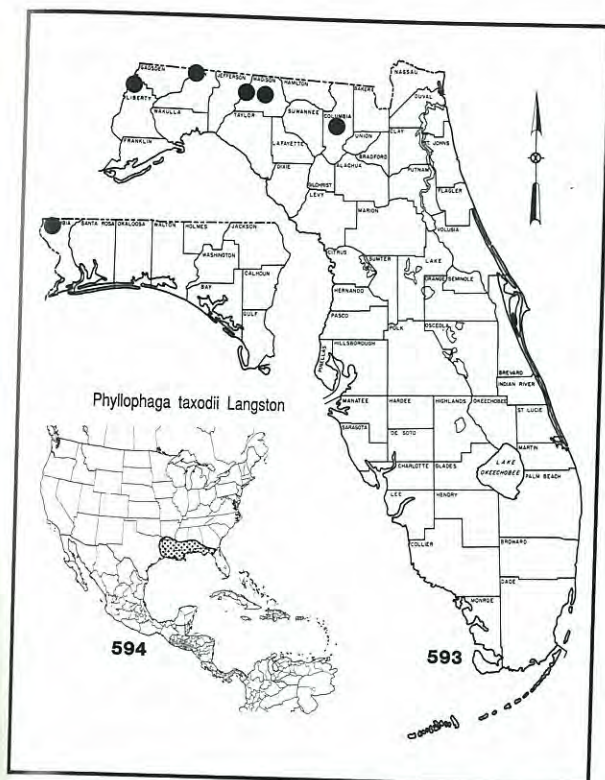 GADSDEN
JEFFERSON
MADISON
HAMILTON
NASSAU
BAKER
LIBERTY
WAKULLA
TAYLOR
SUWANNEE
COLUMBIA
DUVAL
FRANKLIN
LAFAYETTE
UNION
CLAY
ST. JOHNS
DIXIE
ALACHUA
BRADFORD
PUTNAM
GILCHRIST
LEVY
FLAGLER
MARION
VOLUSIA
SANTA ROSA
OKALOOSA
WALTON
HOLMES
JACKSON
WASHINGTON
BAY
CALHOUN
GULF
CITRUS
SUMTER
LAKE
ORANGE
SEMINOLE
HERNANDO
PASCO
POLK
OSCEOLA
PINELLAS
HILLSBOROUGH
BREVARD
INDIAN RIVER
Phyllophaga taxodii Langston
MANATEE
HARDEE
HIGHLANDS
OKEECHOBEE
ST LUCIE
SARASOTA
DE SOTO
MARTIN
CHARLOTTE
GLADES
LAKE
OKEECHOBEE
PALM BEACH
LEE
HENDRY
COLLIER
BROWARD
DADE
MONROE
594
593